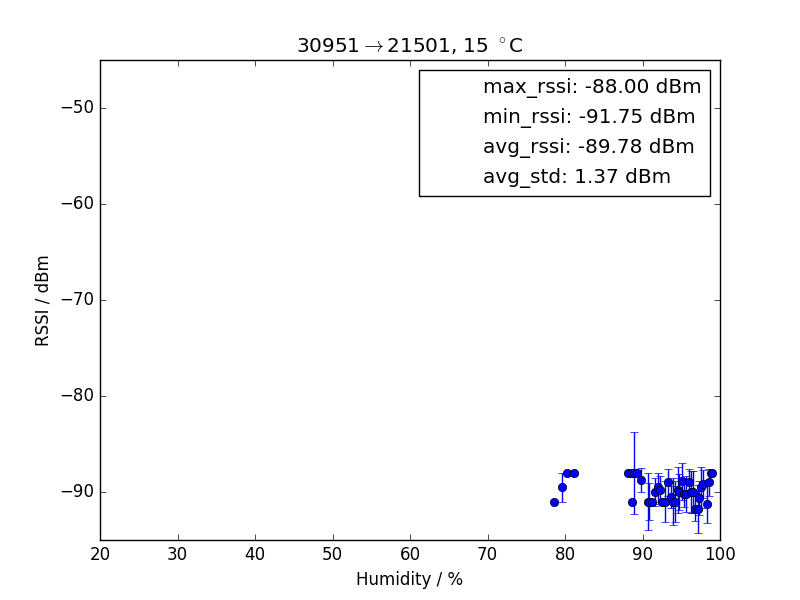 30951→21501, 15 °C
max_rssi: -88.00 dBm
min_rssi: -91.75 dBm
avg_rssi: -89.78 dBm
avg_std: 1.37 dBm
−50
−60
−70
−80
−90
RSSI / dBm
20 30 40 50 60 70 80 90 100
Humidity / %